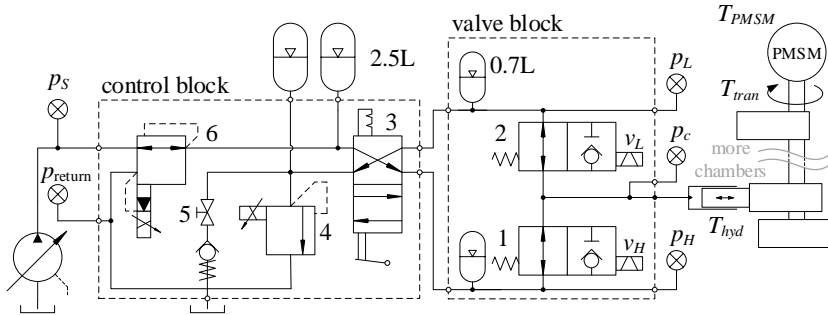 T_PMSM
valve block
PMSM
2.5L
0.7L
p_L
p_S
control block
T_tran
6
3
2
v_L
p_c
more
chambers
p_return
5
4
1
v_H
T_hyd
p_H